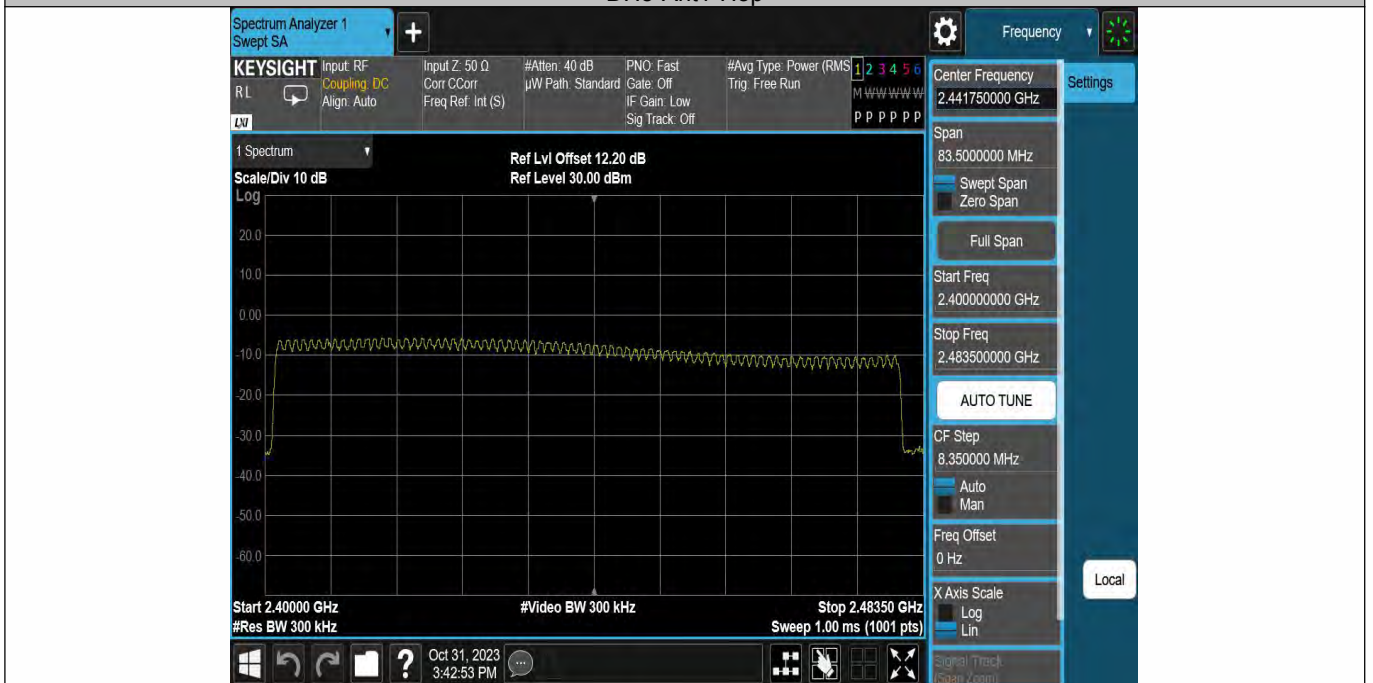 Spectrum Analyzer 1
Swept SA
+
Frequency
KEYSIGHT
RL
LXI
Input: RF
Coupling: DC
Align: Auto
Input Z: 50 Ω
Corr CCorr
Freq Ref: Int (S)
#Atten: 40 dB
µW Path: Standard
PNO: Fast
Gate: Off
IF Gain: Low
Sig Track: Off
#Avg Type: Power (RMS
Trig: Free Run
1 2 3 4 5 6
M W W W W W
P P P P P P
Center Frequency
2.441750000 GHz
Settings
Span
83.5000000 MHz
Swept Span
Zero Span
Full Span
Start Freq
2.400000000 GHz
Stop Freq
2.483500000 GHz
AUTO TUNE
CF Step
8.350000 MHz
Auto
Man
Freq Offset
0 Hz
X Axis Scale
Log
Lin
Signal Track
(Span Zoom)
Local
1 Spectrum
Scale/Div 10 dB
Log
Ref Lvl Offset 12.20 dB
Ref Level 30.00 dBm
20.0
10.0
0.00
-10.0
-20.0
-30.0
-40.0
-50.0
-60.0
Start 2.40000 GHz
#Res BW 300 kHz
#Video BW 300 kHz
Stop 2.48350 GHz
Sweep 1.00 ms (1001 pts)
?
Oct 31, 2023
3:42:53 PM